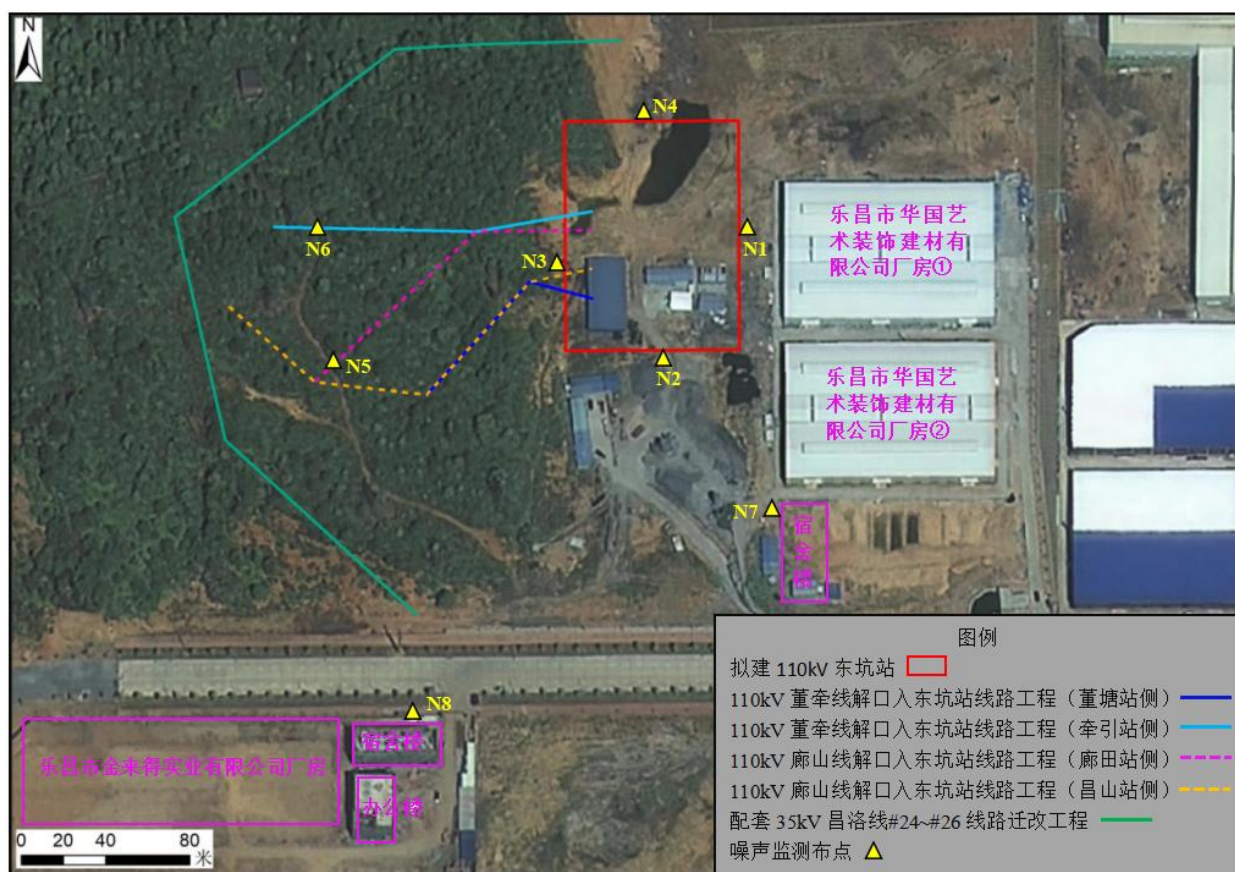 N
N4
乐昌市华国艺
术装饰建材有
限公司厂房①
N6
N1
N3
N5
N2
乐昌市华国艺
术装饰建材有
限公司厂房②
N7
宿舍楼
N8
宿舍楼
乐昌市金来得实业有限公司厂房
办公楼
0 20 40 80
米
图例
拟建 110kV 东坑站
110kV 董牵线解口入东坑站线路工程（董塘站侧）
110kV 董牵线解口入东坑站线路工程（牵引站侧）
110kV 廊山线解口入东坑站线路工程（廊田站侧）
110kV 廊山线解口入东坑站线路工程（昌山站侧）
配套 35kV 昌洛线#24~#26 线路迁改工程
噪声监测布点